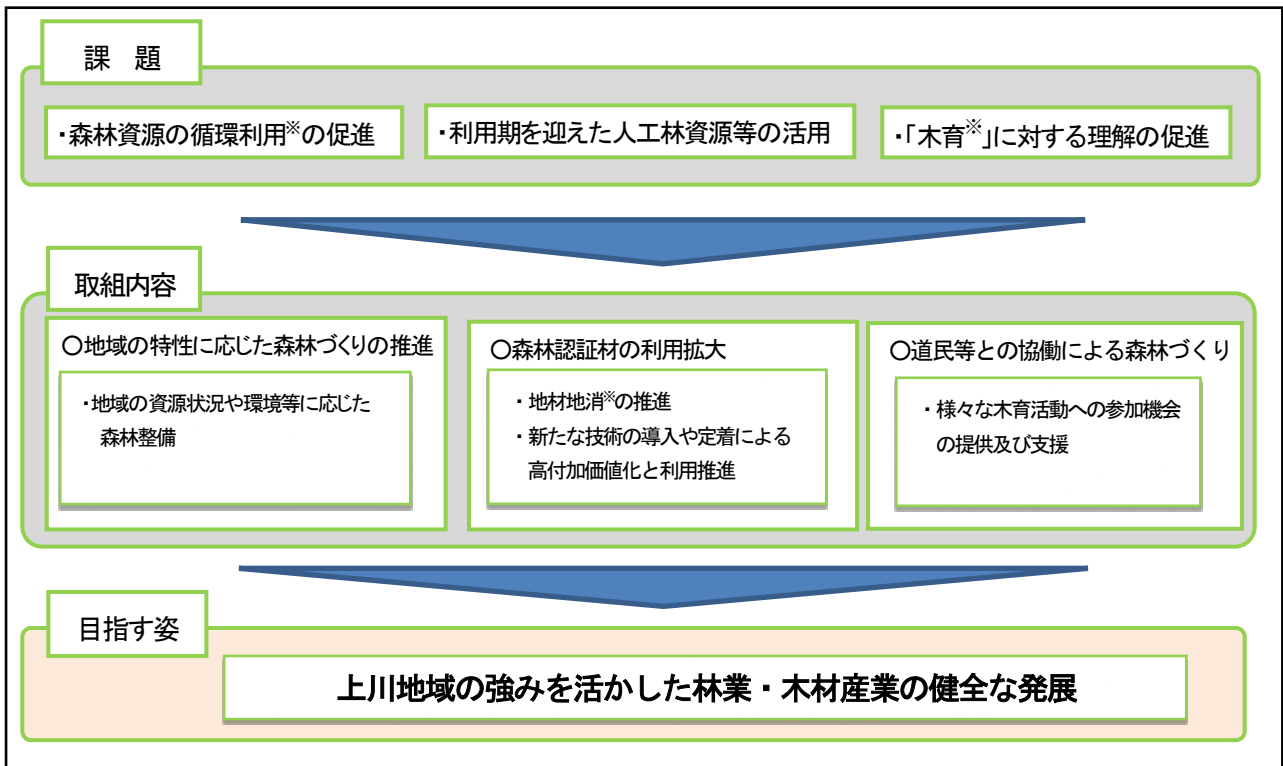 課 題
・森林資源の循環利用※の促進
・利用期を迎えた人工林資源等の活用
・「木育※」に対する理解の促進
取組内容
〇地域の特性に応じた森林づくりの推進
・地域の資源状況や環境等に応じた
森林整備
〇森林認証材の利用拡大
・地材地消※の推進
・新たな技術の導入や定着による
高付加価値化と利用推進
〇道民等との協働による森林づくり
・様々な木育活動への参加機会
の提供及び支援
目指す姿
上川地域の強みを活かした林業・木材産業の健全な発展